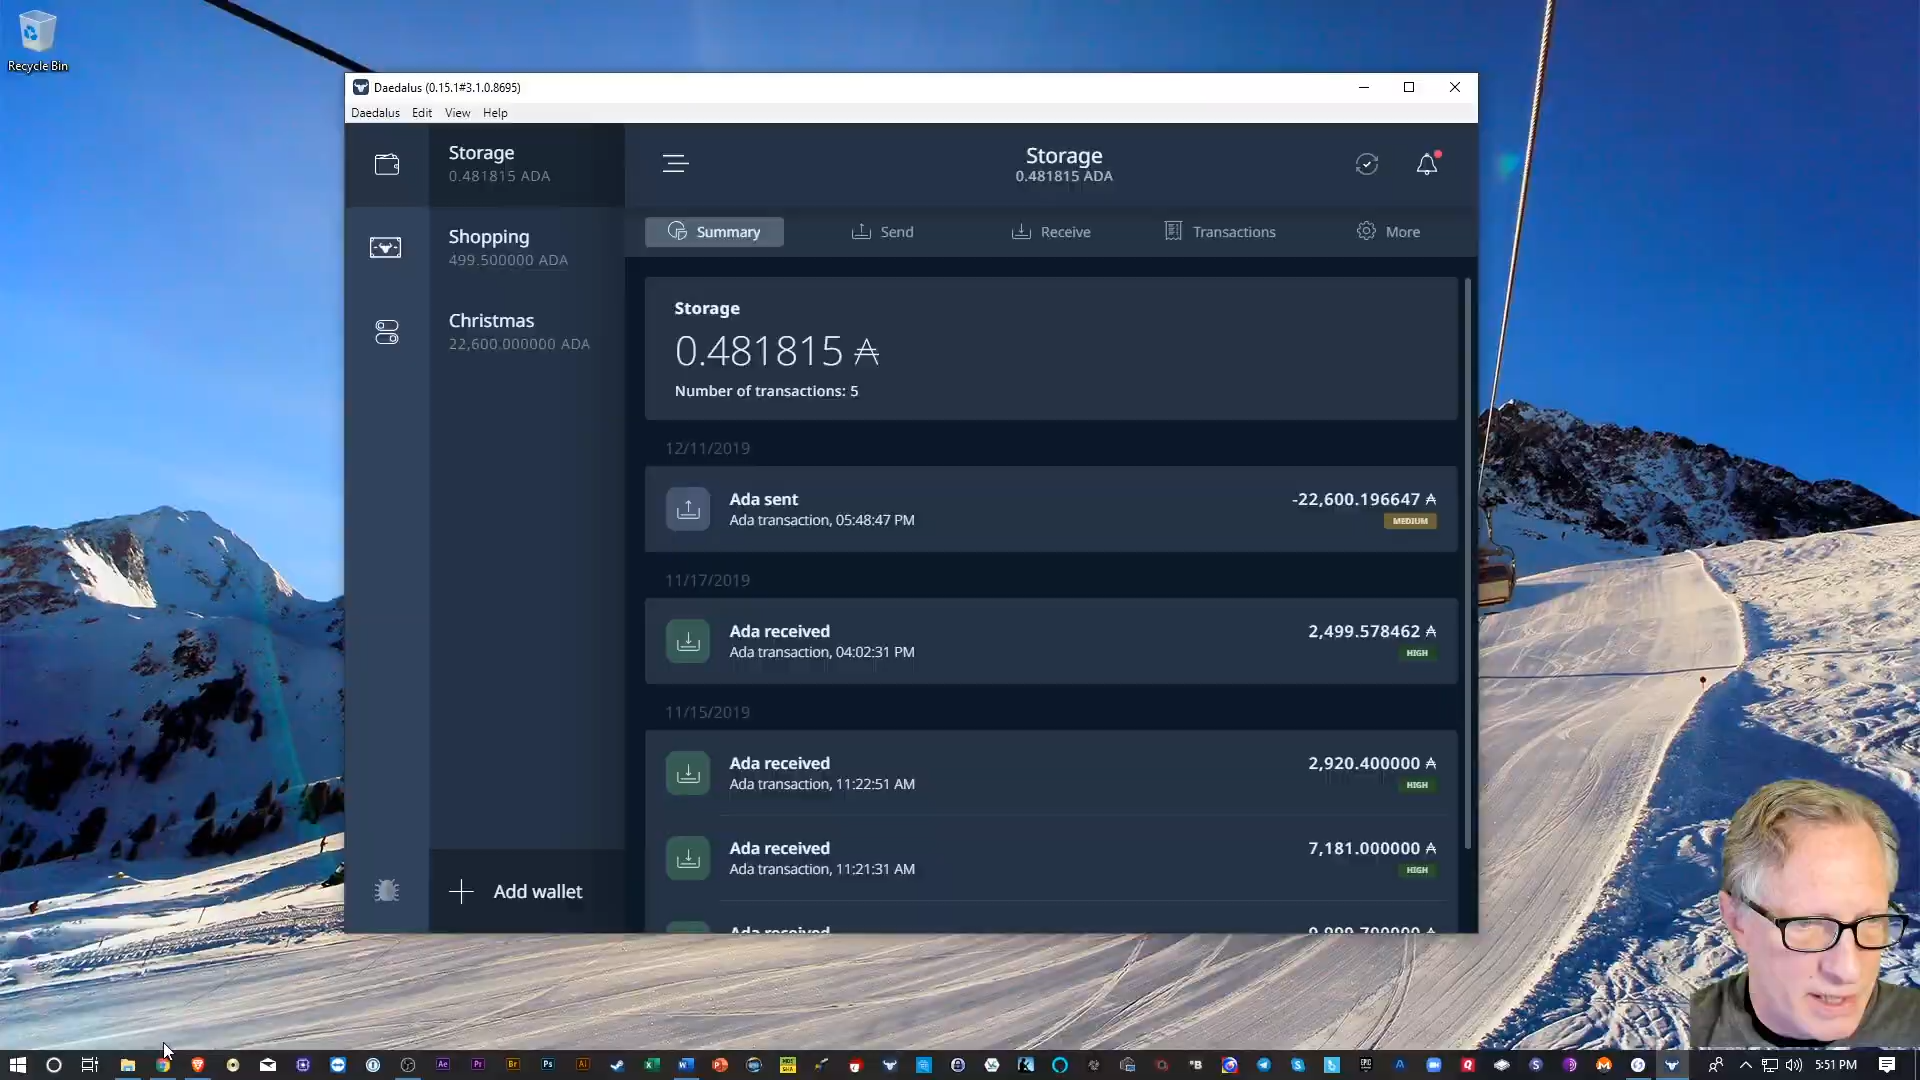 Recycle Bin
Daedalus (0.15.1#3.1.0.8695)
Daedalus Edit View Help
Storage
0.481815 ADA
Shopping
499.500000 ADA
Christmas
22,600.000000 ADA
Add wallet
Storage
0.481815 ADA
Summary
Send
Receive
Transactions
More
Storage
0.481815 ₳
Number of transactions: 5
12/11/2019
Ada sent
-22,600.196647 ₳
Ada transaction, 05:48:47 PM
MEDIUM
11/17/2019
Ada received
2,499.578462 ₳
Ada transaction, 04:02:31 PM
HIGH
11/15/2019
Ada received
2,920.400000 ₳
Ada transaction, 11:22:51 AM
HIGH
Ada received
7,181.000000 ₳
Ada transaction, 11:21:31 AM
HIGH
Ada received
9,999.700000 ₳
5:51 PM